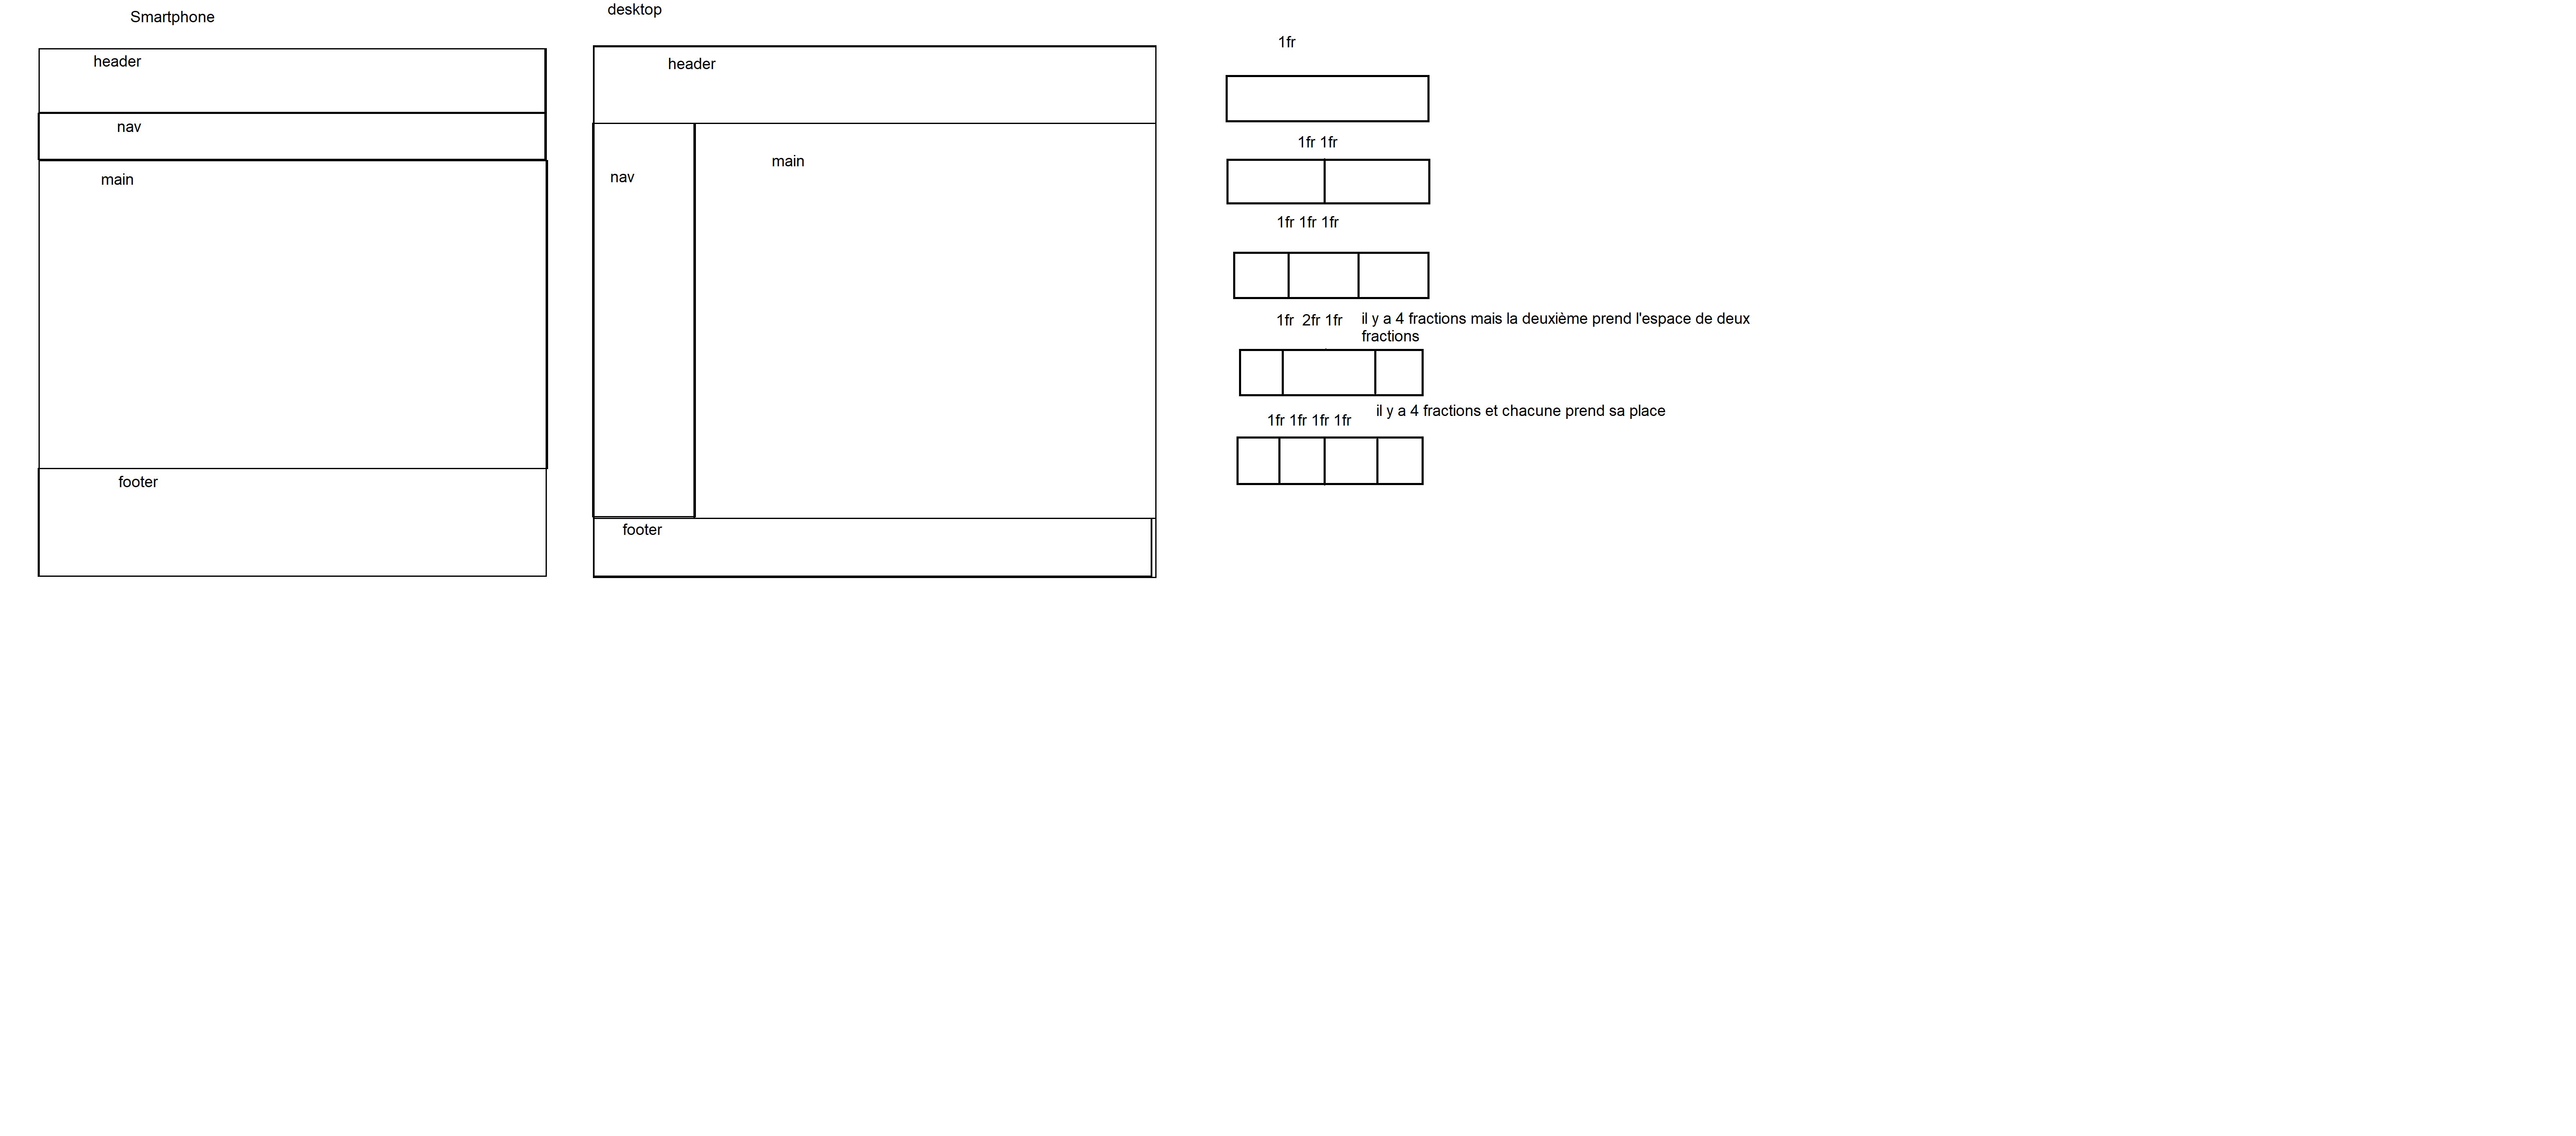 Smartphone
header
nav
main
footer
desktop
header
nav
main
footer
1fr
1fr 1fr
1fr 1fr 1fr
1fr  2fr 1fr
il y a 4 fractions mais la deuxième prend l'espace de deux
fractions
1fr 1fr 1fr 1fr
il y a 4 fractions et chacune prend sa place